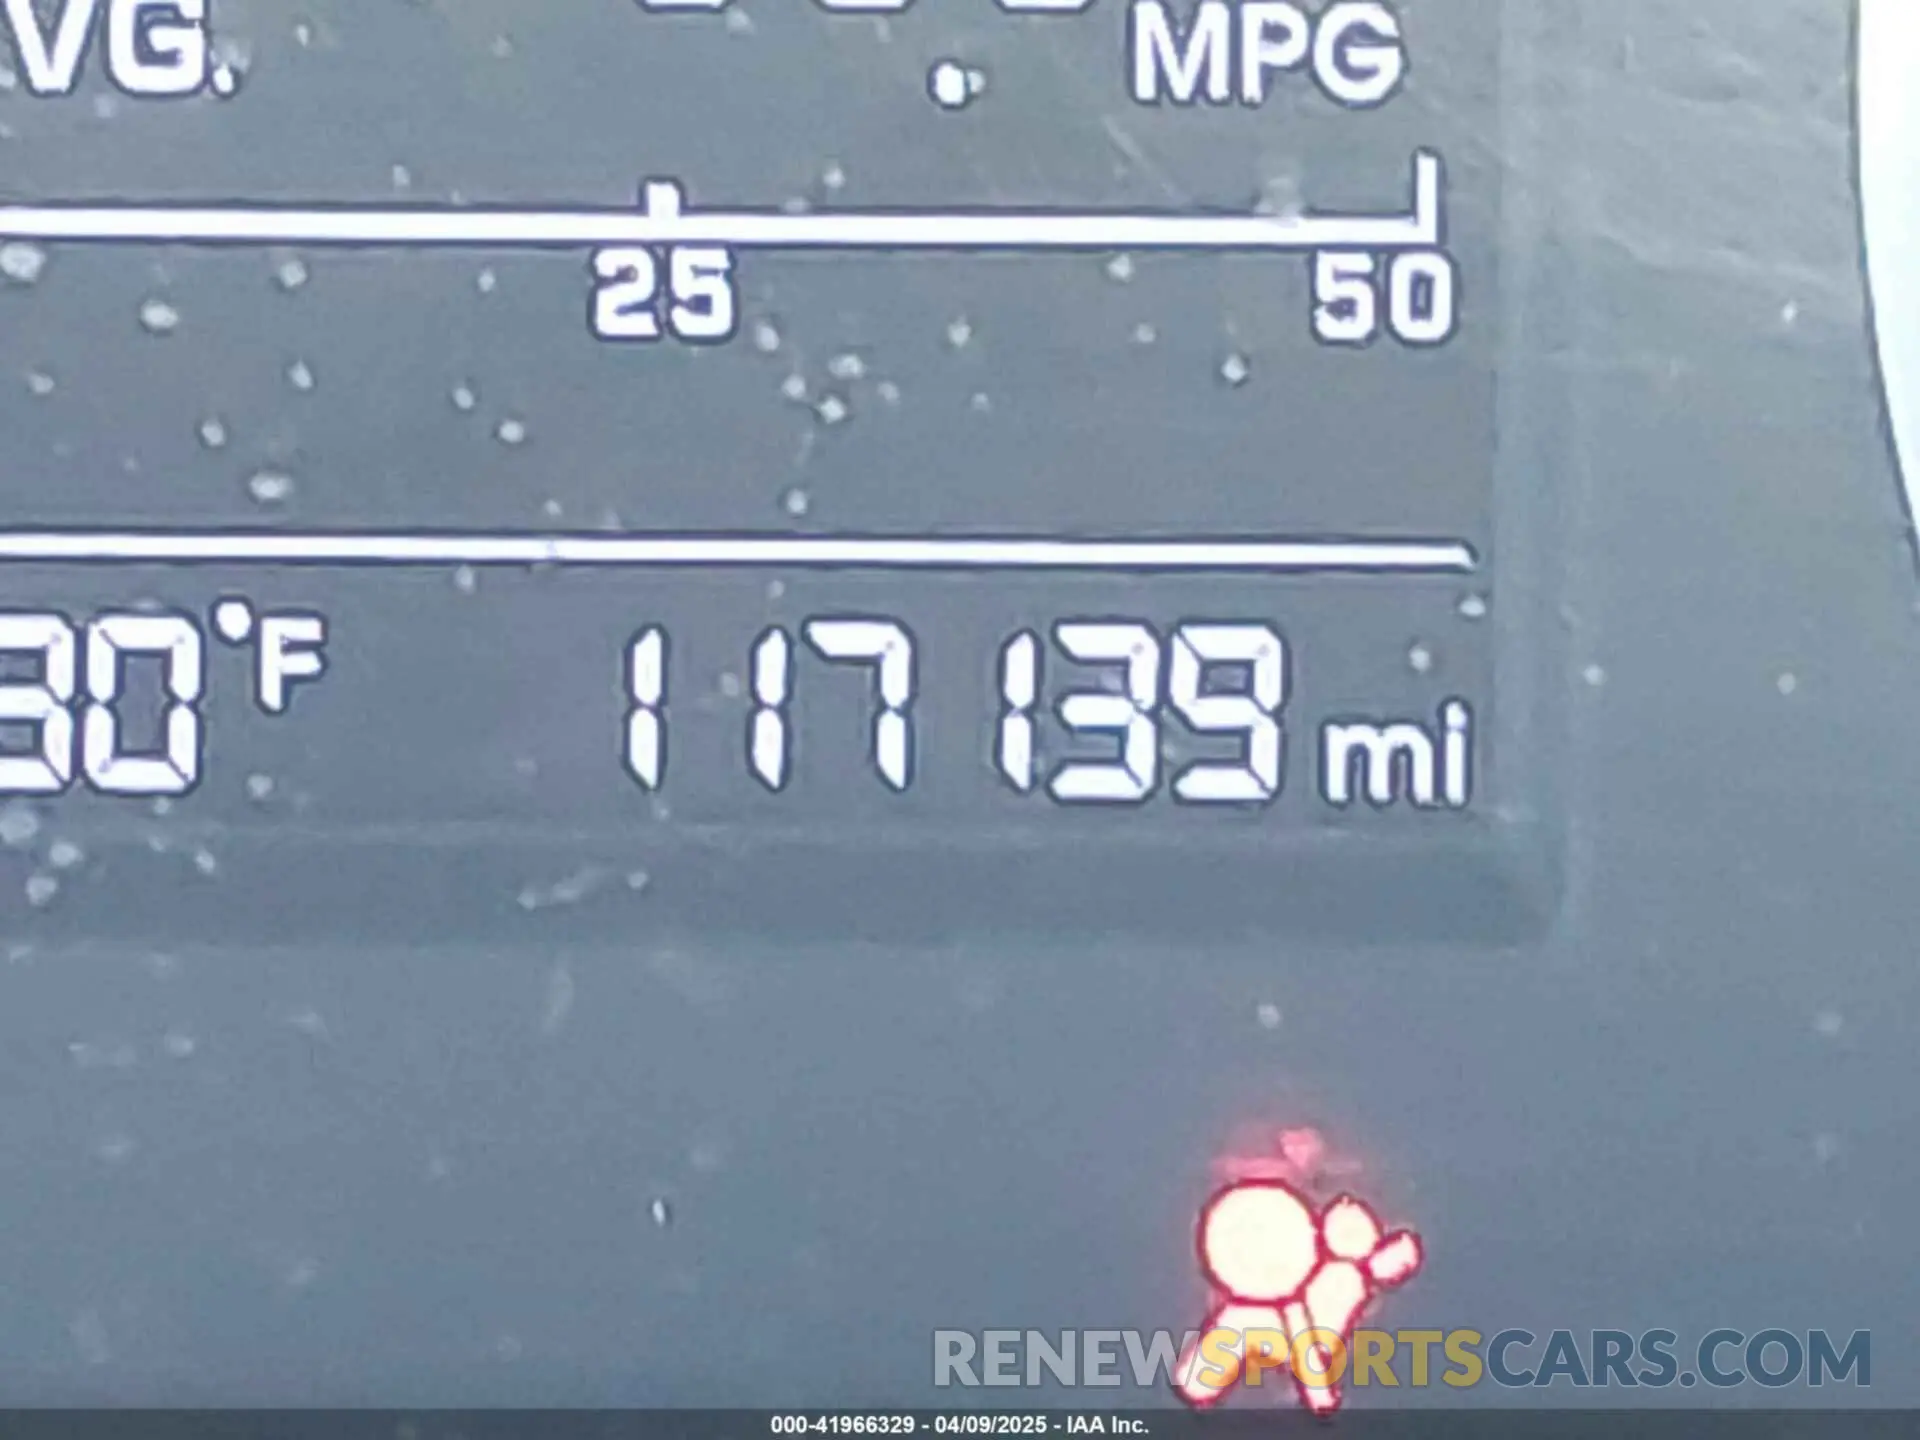 VG. MPG
25 50
°F 117139 mi
RENEWSPORTSCARS.COM
000-41966329 - 04/09/2025 - IAA Inc.